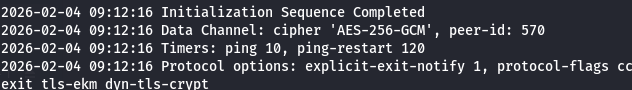 2026-02-04 09:12:16 Initialization Sequence Completed
2026-02-04 09:12:16 Data Channel: cipher 'AES-256-GCM', peer-id: 570
2026-02-04 09:12:16 Timers: ping 10, ping-restart 120
2026-02-04 09:12:16 Protocol options: explicit-exit-notify 1, protocol-flags cc
exit tls-ekm dyn-tls-crypt